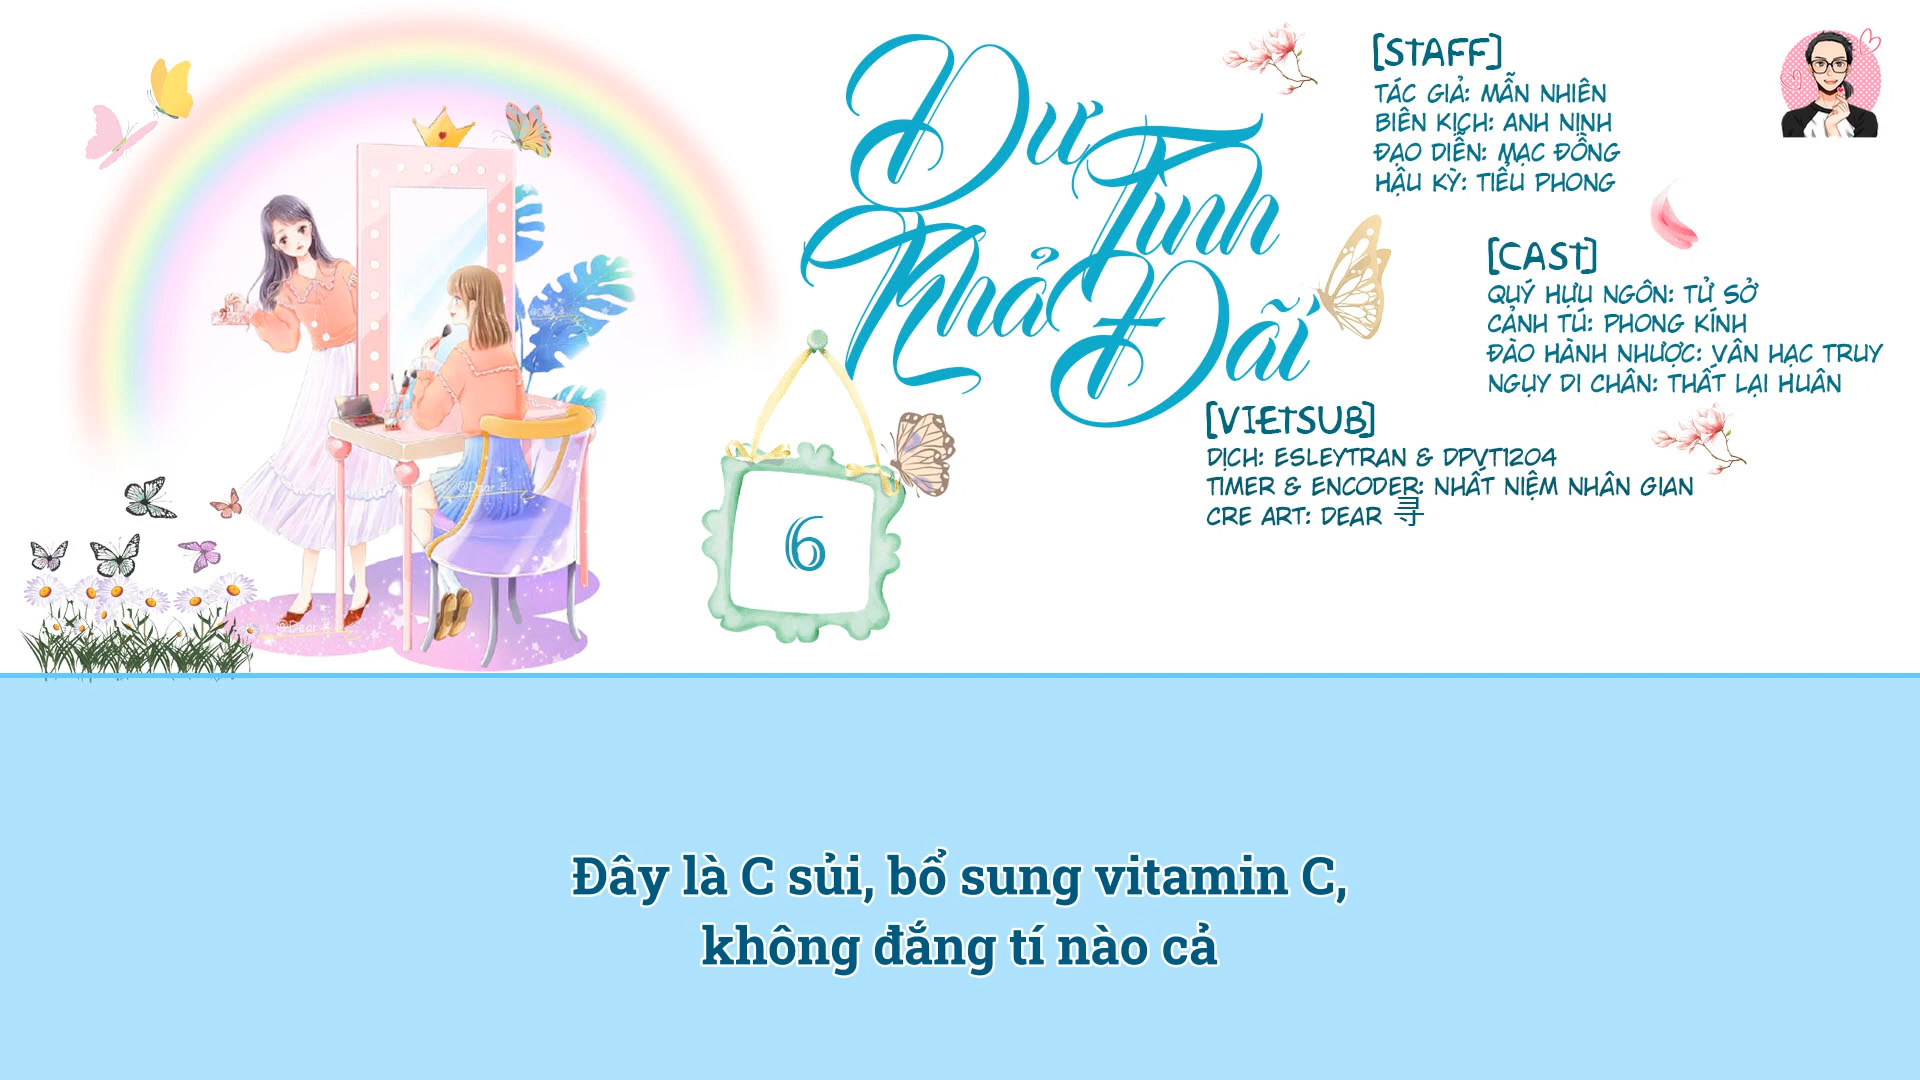 Dư Tình
Khả Đãi
6
[STAFF]
TÁC GIẢ: MẪN NHIÊN
BIÊN KỊCH: ANH NINH
ĐẠO DIỄN: MẠC ĐỒNG
HẬU KỲ: TIỂU PHONG
[CAST]
QUÝ HỰU NGÔN: TỬ SỞ
CẢNH TÚ: PHONG KÍNH
ĐÀO HÀNH NHƯỢC: VÂN HẠC TRUY
NGỤY DI CHÂN: THẤT LẠI HUÂN
[VIETSUB]
DỊCH: ESLEYTRAN & DPVT1204
TIMER & ENCODER: NHẤT NIỆM NHÂN GIAN
CRE ART: DEAR 寻
@Dear 寻
Đây là C sủi, bổ sung vitamin C,
không đắng tí nào cả